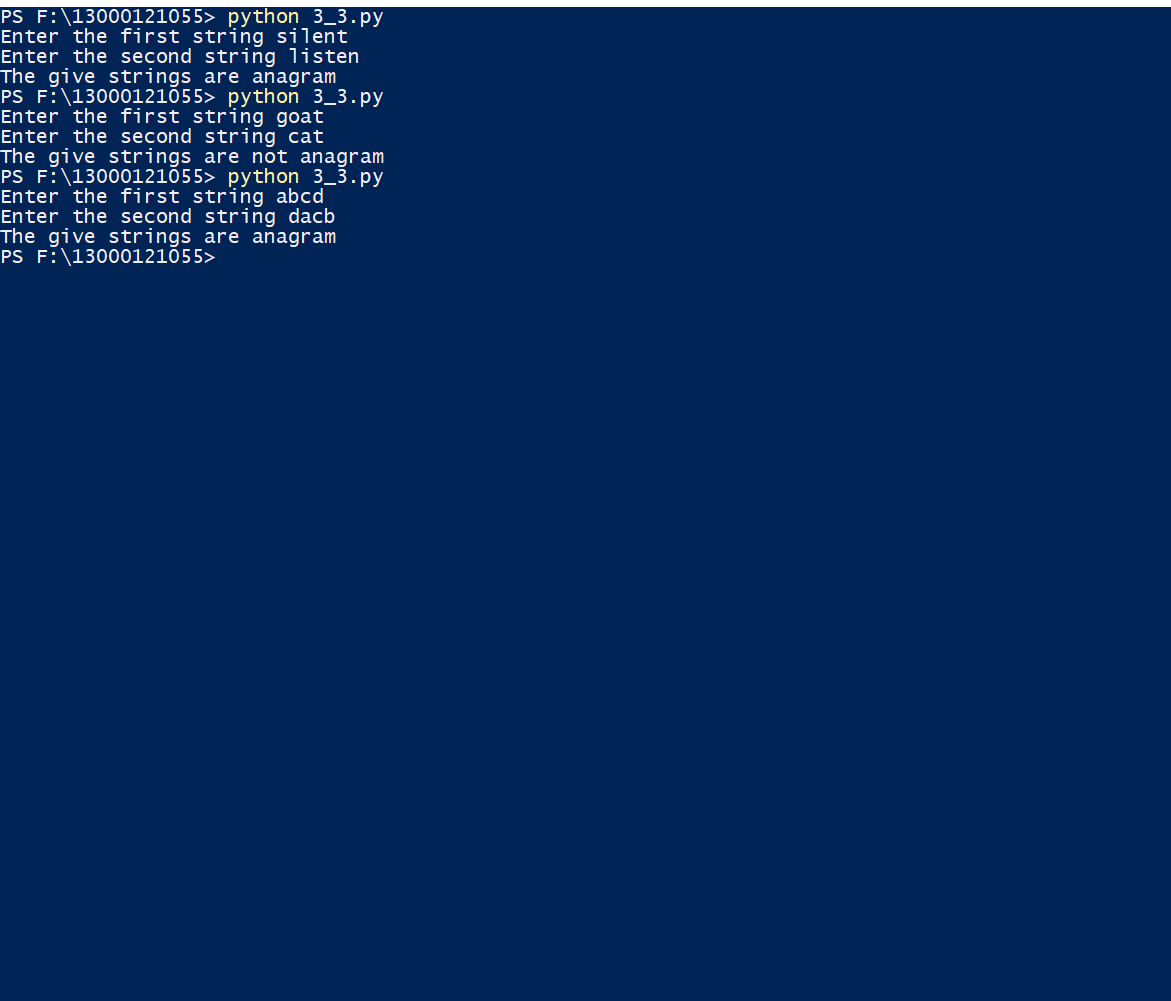 PS F:\13000121055> python 3_3.py
Enter the first string silent
Enter the second string listen
The give strings are anagram
PS F:\13000121055> python 3_3.py
Enter the first string goat
Enter the second string cat
The give strings are not anagram
PS F:\13000121055> python 3_3.py
Enter the first string abcd
Enter the second string dacb
The give strings are anagram
PS F:\13000121055>